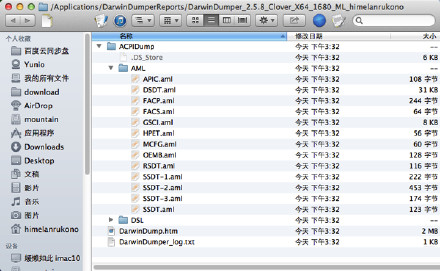 /Applications/DarwinDumperReports/DarwinDumper_2.5.8_Clover_X64_1680_ML_himelanrukono
个人收藏
百度云同步盘
Yunio
我的所有文件
download
AirDrop
mountain
应用程序
Downloads
Desktop
文稿
影片
音乐
图片
himelanrukono
设备
名称 修改日期 大小
ACPIDump 今天 下午3:32 --
.DS_Store 今天 下午3:32 6 KB
AML 今天 下午3:32 --
APIC.aml 今天 下午3:32 108 字节
DSDT.aml 今天 下午3:32 31 KB
FACP.aml 今天 下午3:32 244 字节
FACS.aml 今天 下午3:32 64 字节
GSCI.aml 今天 下午3:32 8 KB
HPET.aml 今天 下午3:32 56 字节
MCFG.aml 今天 下午3:32 60 字节
OEMB.aml 今天 下午3:32 128 字节
RSDT.aml 今天 下午3:32 116 字节
SSDT-1.aml 今天 下午3:32 222 字节
SSDT-2.aml 今天 下午3:32 453 字节
SSDT-3.aml 今天 下午3:32 174 字节
SSDT.aml 今天 下午3:32 123 字节
DSL 今天 下午3:32 --
DarwinDump.htm 今天 下午3:32 2 MB
DarwinDumper_log.txt 今天 下午3:32 1 KB